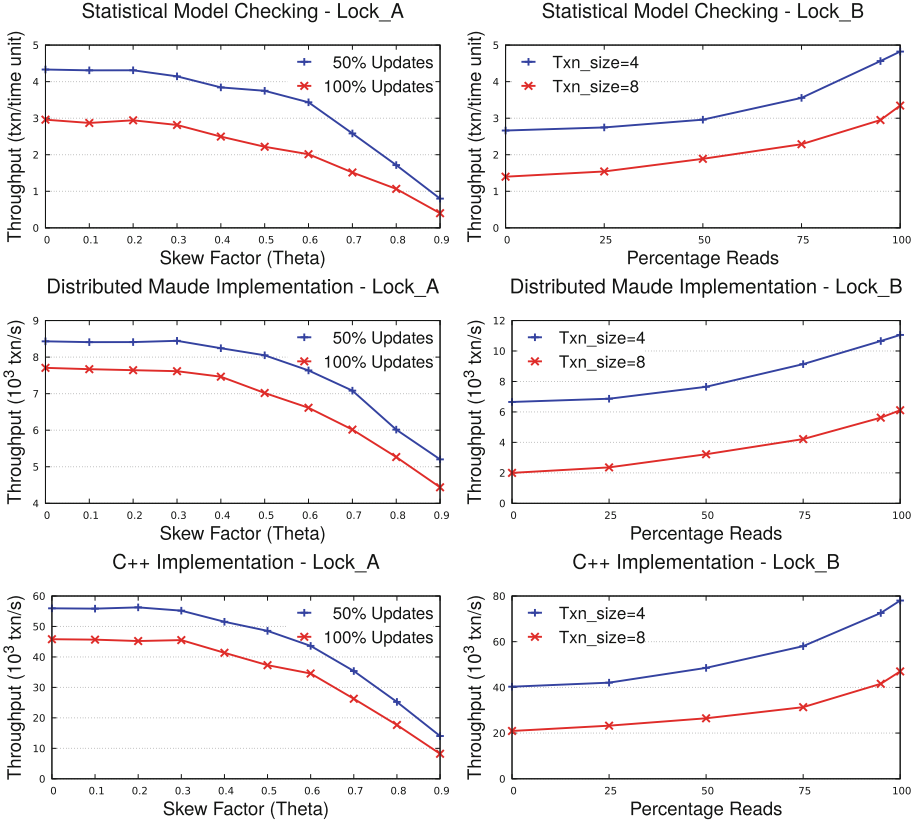 Statistical Model Checking - Lock_A
Throughput (txn/time unit)
5
4
3
2
1
0
50% Updates
100% Updates
0 0.1 0.2 0.3 0.4 0.5 0.6 0.7 0.8 0.9
Skew Factor (Theta)
Statistical Model Checking - Lock_B
Throughput (txn/time unit)
5
4
3
2
1
0
Txn_size=4
Txn_size=8
0 25 50 75 100
Percentage Reads
Distributed Maude Implementation - Lock_A
Throughput (10³ txn/s)
9
8
7
6
5
4
50% Updates
100% Updates
0 0.1 0.2 0.3 0.4 0.5 0.6 0.7 0.8 0.9
Skew Factor (Theta)
Distributed Maude Implementation - Lock_B
Throughput (10³ txn/s)
12
10
8
6
4
2
0
Txn_size=4
Txn_size=8
0 25 50 75 100
Percentage Reads
C++ Implementation - Lock_A
Throughput (10³ txn/s)
60
50
40
30
20
10
0
50% Updates
100% Updates
0 0.1 0.2 0.3 0.4 0.5 0.6 0.7 0.8 0.9
Skew Factor (Theta)
C++ Implementation - Lock_B
Throughput (10³ txn/s)
80
60
40
20
0
Txn_size=4
Txn_size=8
0 25 50 75 100
Percentage Reads